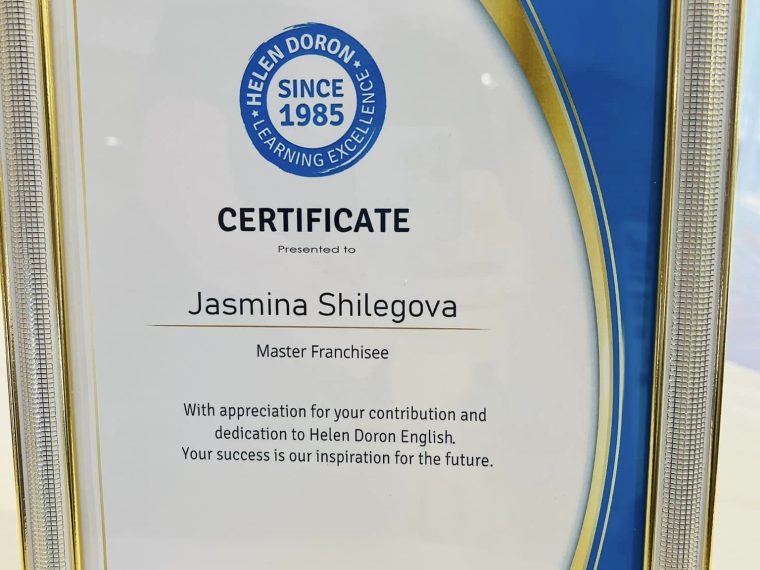 HELEN DORON
SINCE
1985
LEARNING EXCELLENCE
CERTIFICATE
Presented to
Jasmina Shilegova
Master Franchisee
With appreciation for your contribution and
dedication to Helen Doron English.
Your success is our inspiration for the future.